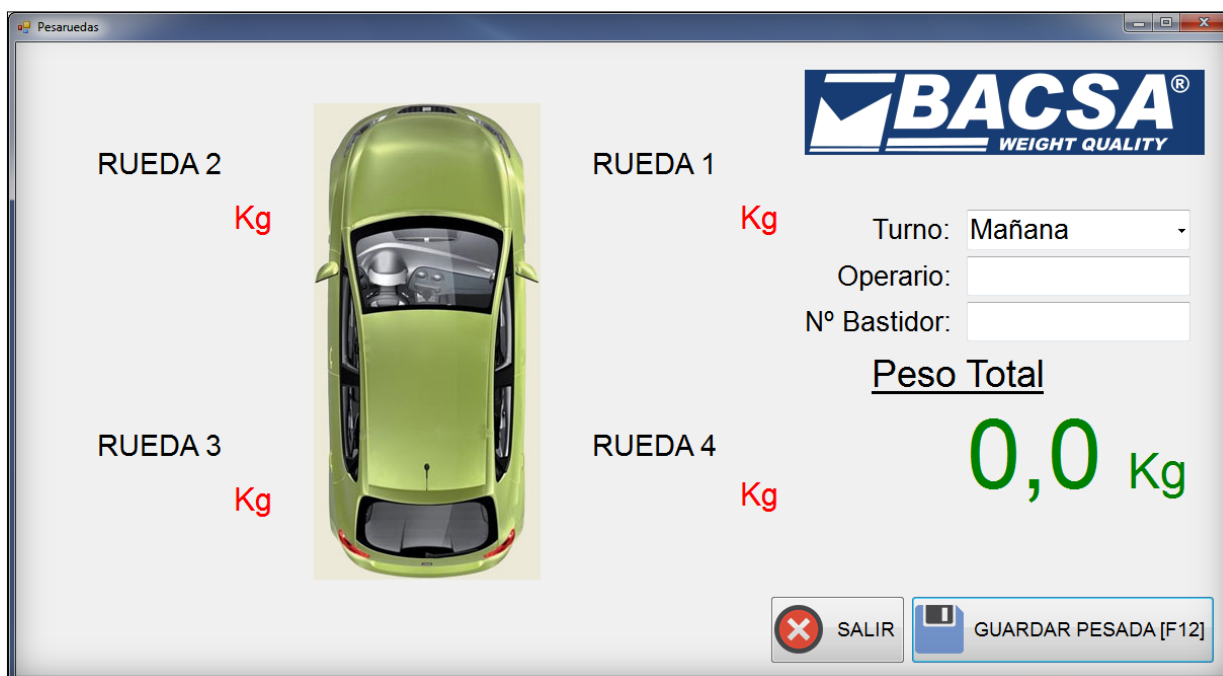 Pesaruedas
BACSA®
WEIGHT QUALITY
RUEDA 2
Kg
RUEDA 1
Kg
Turno: Mañana
Operario:
Nº Bastidor:
Peso Total
0,0 Kg
RUEDA 3
Kg
RUEDA 4
Kg
SALIR
GUARDAR PESADA [F12]